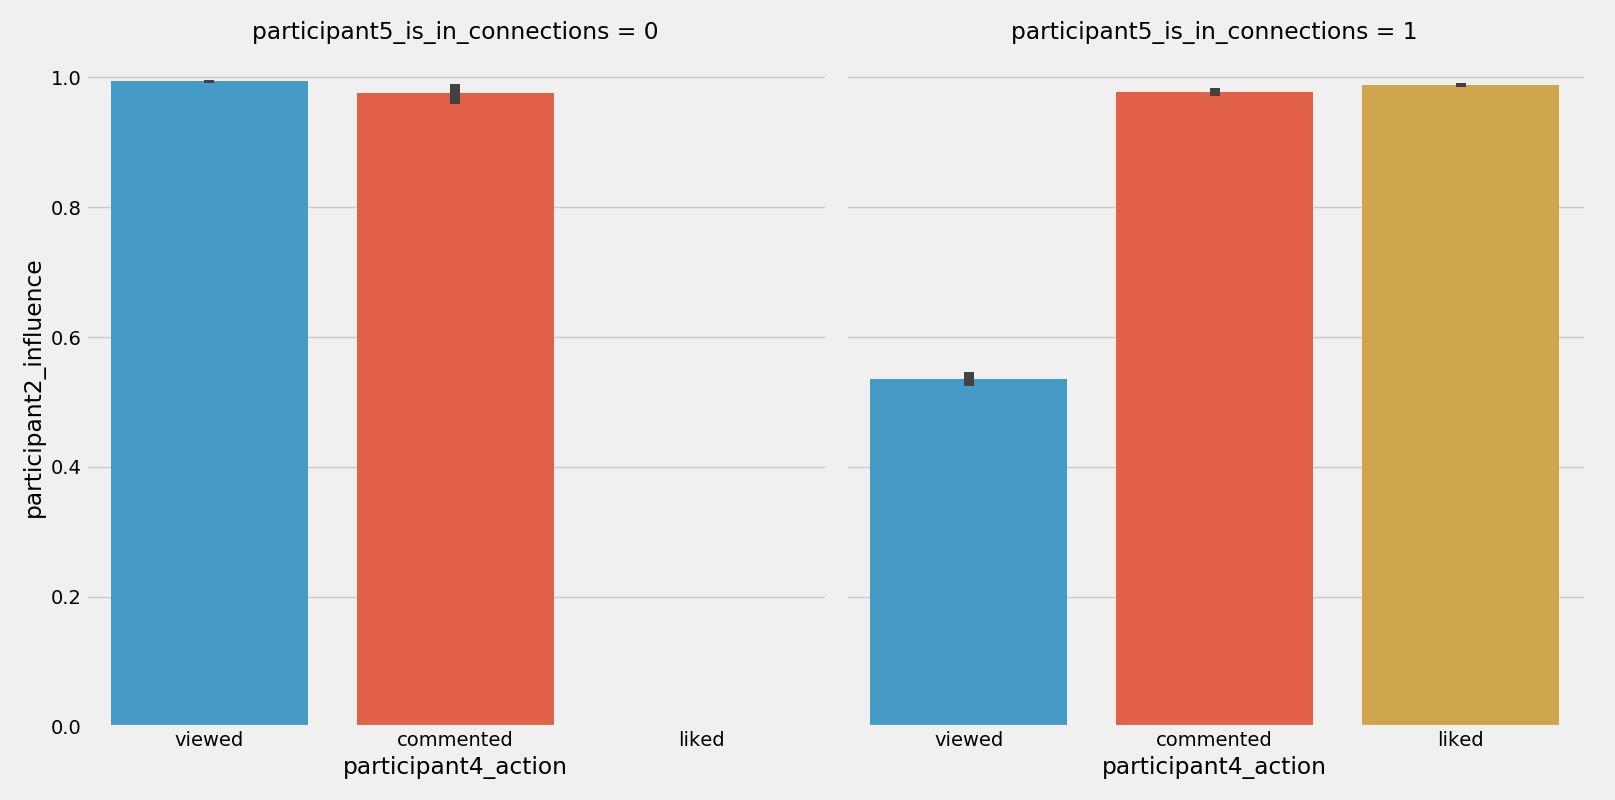 participant5_is_in_connections = 0
participant5_is_in_connections = 1
participant2_influence
1.0
0.8
0.6
0.4
0.2
0.0
viewed commented liked
viewed commented liked
participant4_action
participant4_action